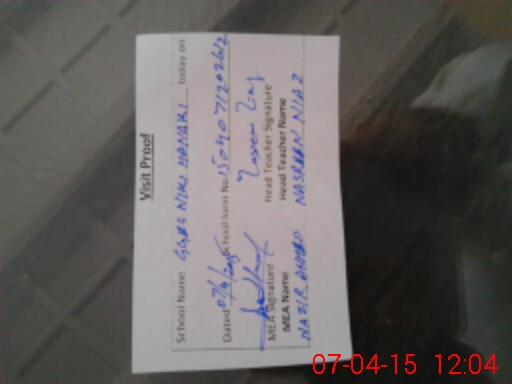 Visit Proof
School Name GGPS NIKI MANAKI today on
Dated 07/4/2015 School Form No 1504071202612
MEA Signature Head Teacher Signature
MEA Name Head Teacher Name
NAZIR AHMED NASREEN NIAZ
07-04-15 12:04